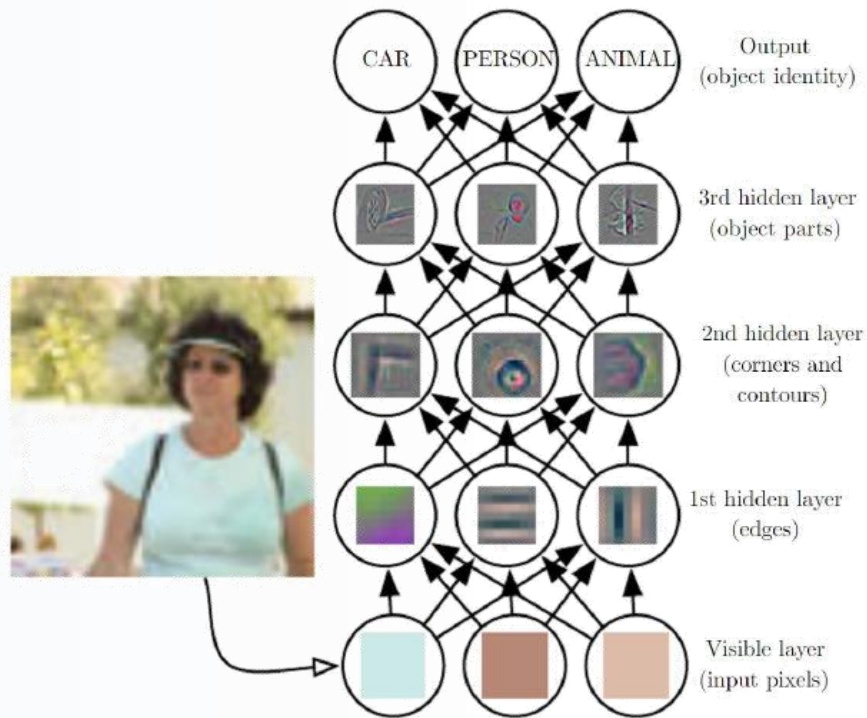 CAR PERSON ANIMAL
Output
(object identity)
3rd hidden layer
(object parts)
2nd hidden layer
(corners and
contours)
1st hidden layer
(edges)
Visible layer
(input pixels)